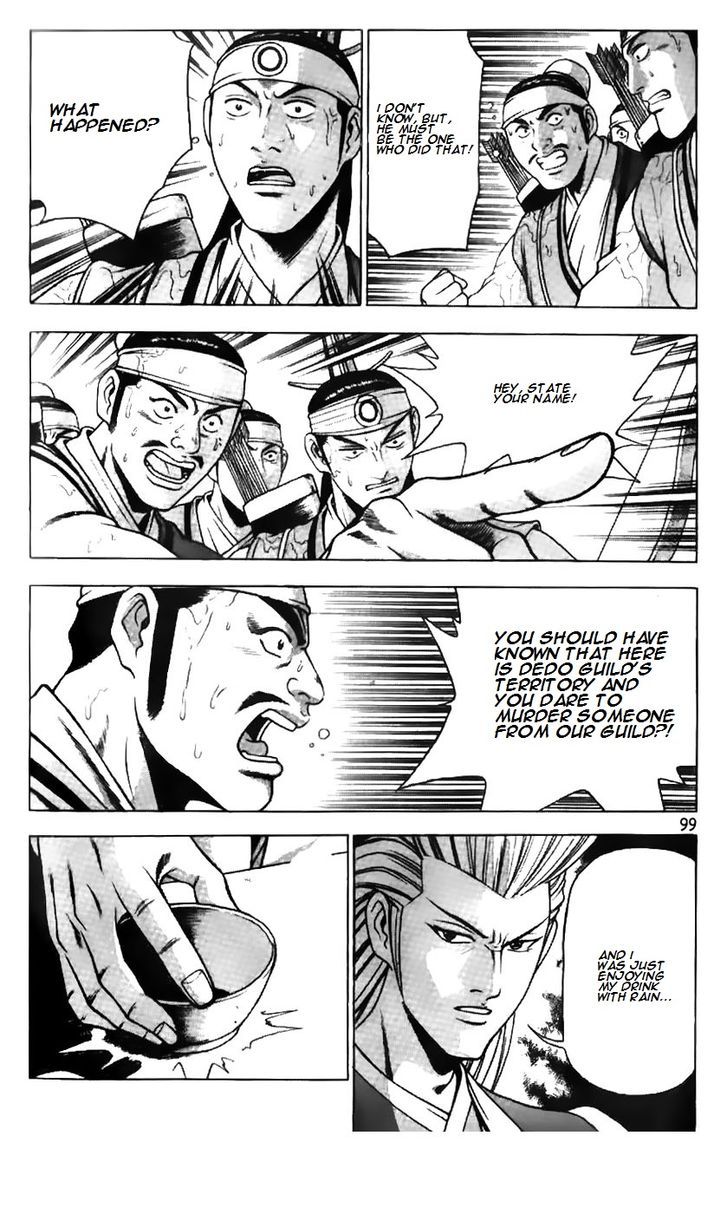 WHAT
HAPPENED?
I DON'T
KNOW, BUT,
HE MUST
BE THE ONE
WHO DID THAT!
HEY, STATE
YOUR NAME!
YOU SHOULD HAVE
KNOWN THAT HERE
IS DEDO GUILD'S
TERRITORY AND
YOU DARE TO
MURDER SOMEONE
FROM OUR GUILD?!
99
AND I
WAS JUST
ENJOYING
MY DRINK
WITH RAIN...